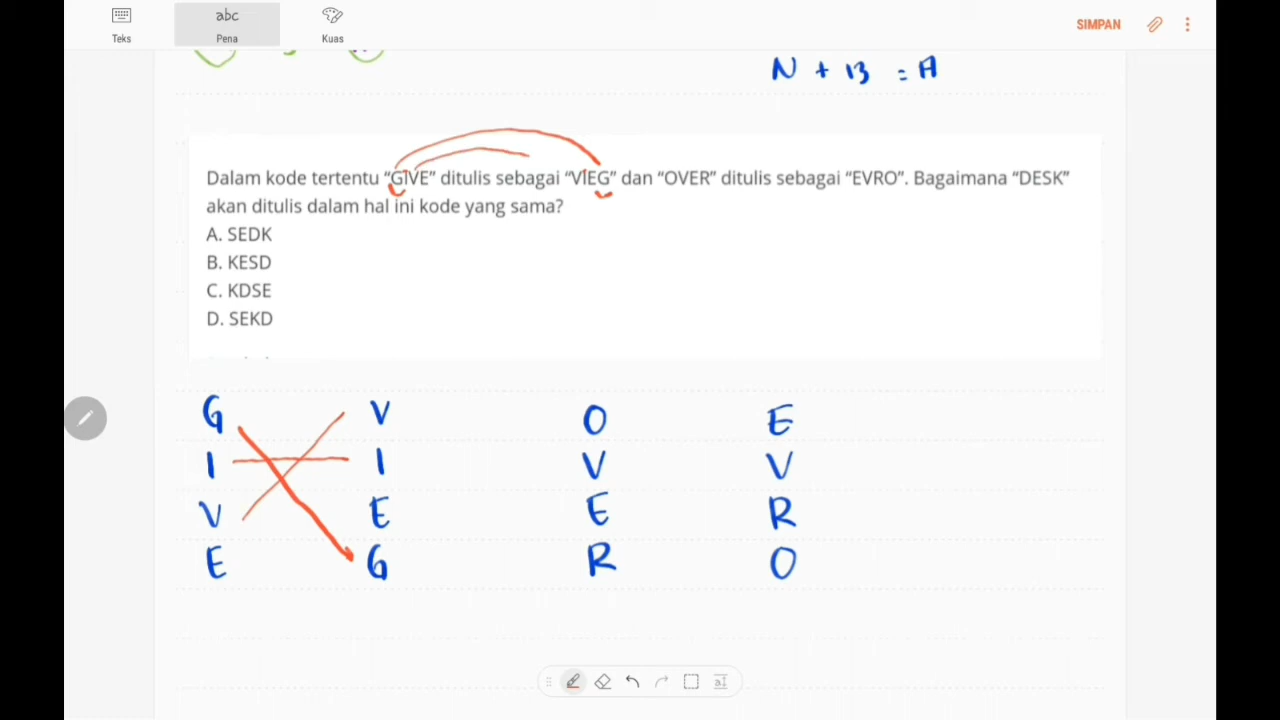 abc
Teks
Pena
Kuas
SIMPAN
N + 13 = A
Dalam kode tertentu “GIVE” ditulis sebagai “VIEG” dan “OVER” ditulis sebagai “EVRO”. Bagaimana “DESK”
akan ditulis dalam hal ini kode yang sama?
A. SEDK
B. KESD
C. KDSE
D. SEKD
G V O E
I I V V
V E E R
E G R O